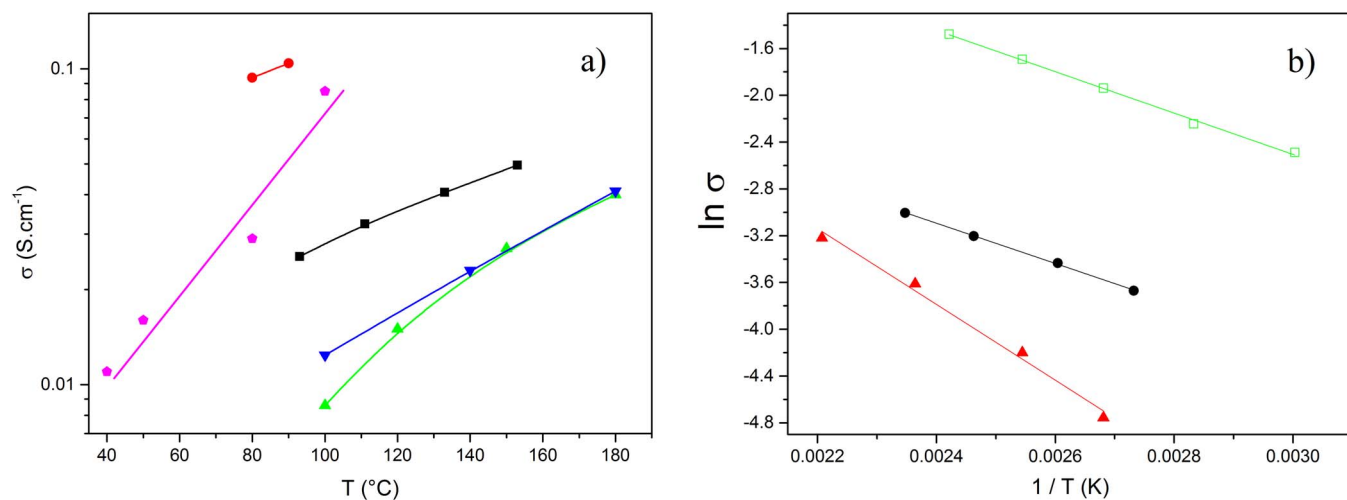 a)
0.1
0.01
σ (S.cm⁻¹)
40 60 80 100 120 140 160 180
T (°C)
b)
-1.6
-2.0
-2.4
-2.8
-3.2
-3.6
-4.0
-4.4
-4.8
ln σ
0.0022 0.0024 0.0026 0.0028 0.0030
1 / T (K)